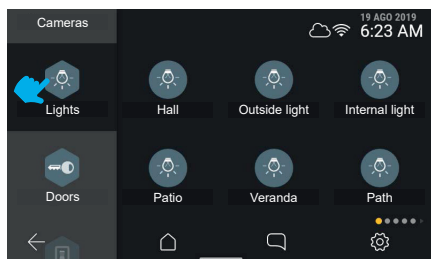 Cameras
19 AGO 2019
6:23 AM
Lights
Hall
Outside light
Internal light
Doors
Patio
Veranda
Path